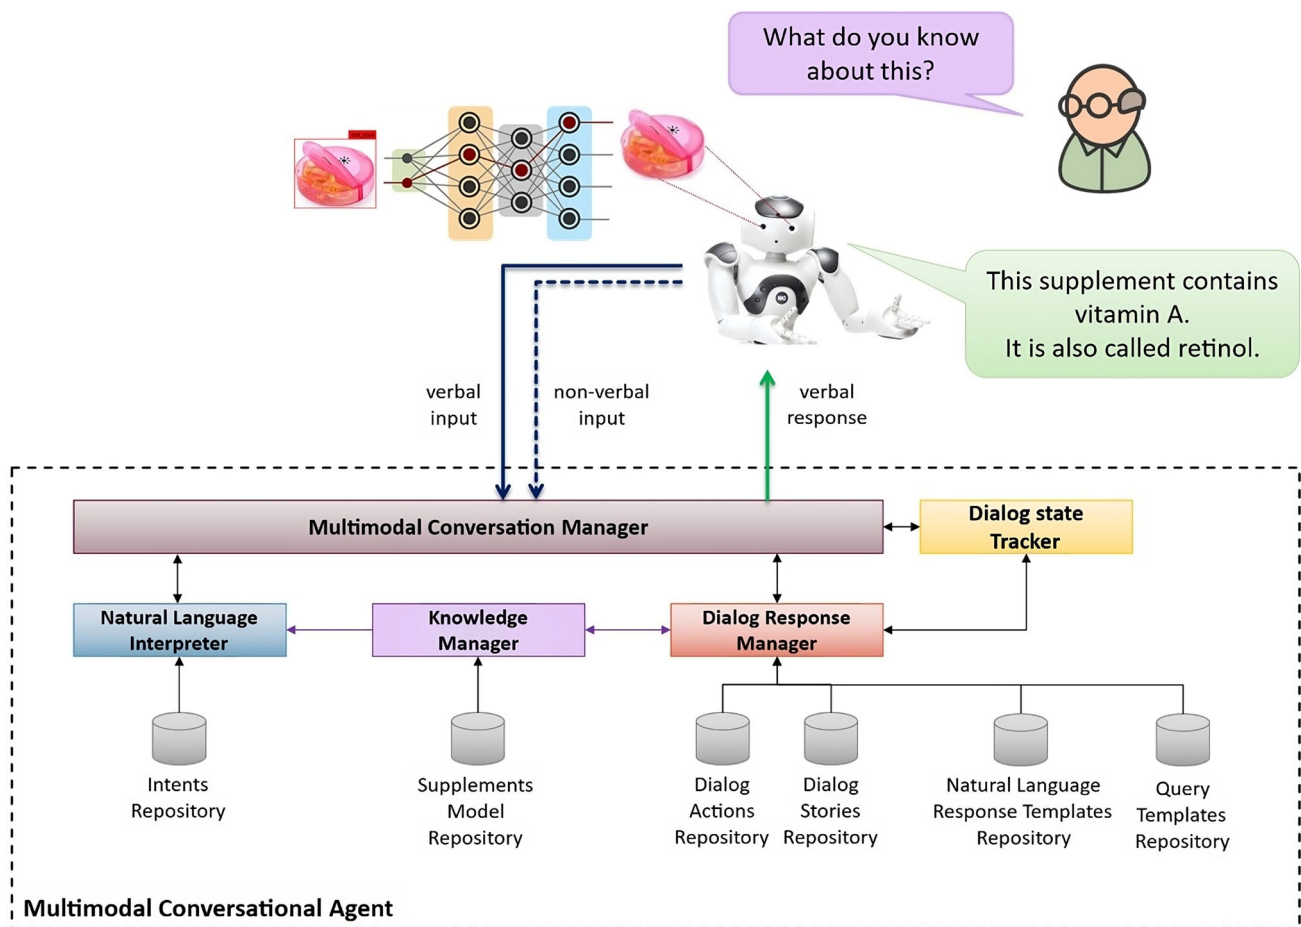 What do you know
about this?
This supplement contains
vitamin A.
It is also called retinol.
verbal
input
non-verbal
input
verbal
response
Multimodal Conversation Manager
Dialog state
Tracker
Natural Language
Interpreter
Knowledge
Manager
Dialog Response
Manager
Intents
Repository
Supplements
Model
Repository
Dialog
Actions
Repository
Dialog
Stories
Repository
Natural Language
Response Templates
Repository
Query
Templates
Repository
Multimodal Conversational Agent